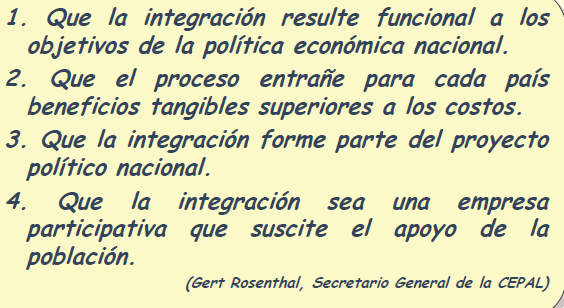 1. Que la integración resulte funcional a los
objetivos de la política económica nacional.
2. Que el proceso entrañe para cada país
beneficios tangibles superiores a los costos.
3. Que la integración forme parte del proyecto
político nacional.
4. Que la integración sea una empresa
participativa que suscite el apoyo de la
población.
(Gert Rosenthal, Secretario General de la CEPAL)